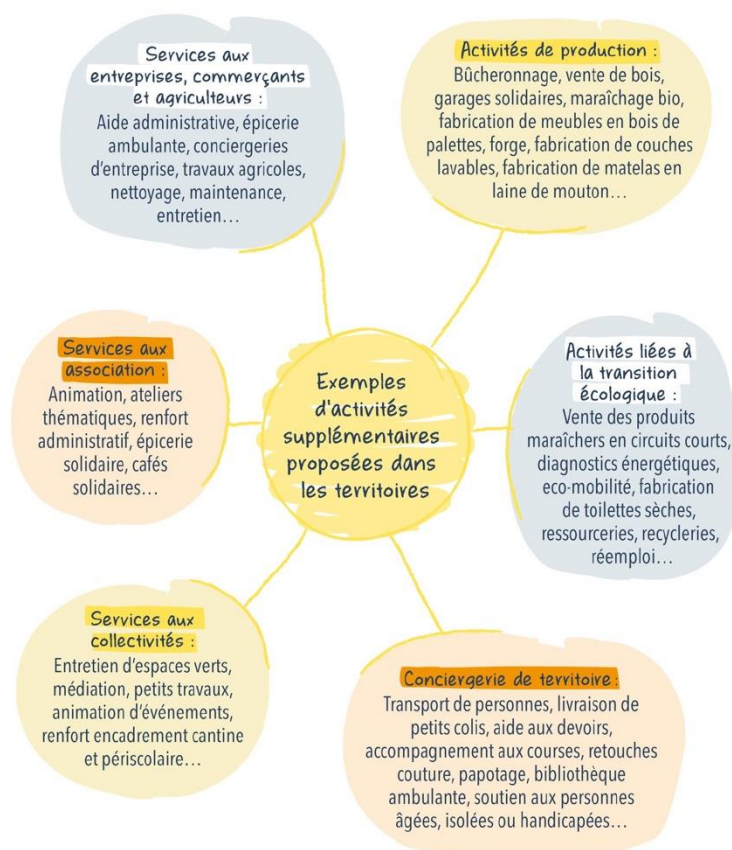 Services aux
entreprises, commerçants
et agriculteurs :
Aide administrative, épicerie
ambulante, conciergeries
d'entreprise, travaux agricoles,
nettoyage, maintenance,
entretien…
Activités de production :
Bûcheronnage, vente de bois,
garages solidaires, maraîchage bio,
fabrication de meubles en bois de
palettes, forge, fabrication de couches
lavables, fabrication de matelas en
laine de mouton…
Services aux
association :
Animation, ateliers
thématiques, renfort
administratif, épicerie
solidaire, cafés
solidaires…
Exemples
d'activités
supplémentaires
proposées dans
les territoires
Activités liées à
la transition
écologique :
Vente des produits
maraîchers en circuits courts,
diagnostics énergétiques,
eco-mobilité, fabrication
de toilettes sèches,
ressourceries, recycleries,
réemploi…
Services aux
collectivités :
Entretien d'espaces verts,
médiation, petits travaux,
animation d'événements,
renfort encadrement cantine
et périscolaire…
Conciergerie de territoire :
Transport de personnes, livraison de
petits colis, aide aux devoirs,
accompagnement aux courses, retouches
couture, papotage, bibliothèque
ambulante, soutien aux personnes
âgées, isolées ou handicapées…